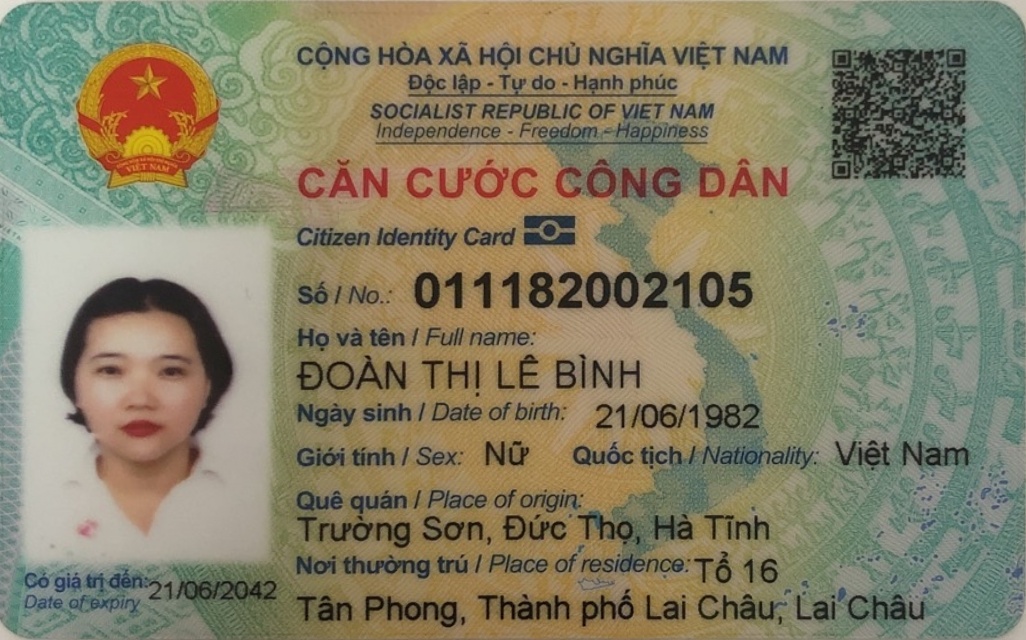 CỘNG HÒA XÃ HỘI CHỦ NGHĨA VIỆT NAM
Độc lập - Tự do - Hạnh phúc
SOCIALIST REPUBLIC OF VIET NAM
Independence - Freedom - Happiness
CĂN CƯỚC CÔNG DÂN
Citizen Identity Card
Số / No.: 011182002105
Họ và tên / Full name:
ĐOÀN THỊ LÊ BÌNH
Ngày sinh / Date of birth: 21/06/1982
Giới tính / Sex: Nữ Quốc tịch / Nationality: Việt Nam
Quê quán / Place of origin:
Trường Sơn, Đức Thọ, Hà Tĩnh
Nơi thường trú / Place of residence: Tổ 16
Tân Phong, Thành phố Lai Châu, Lai Châu
Có giá trị đến: 21/06/2042
Date of expiry
VIỆT NAM